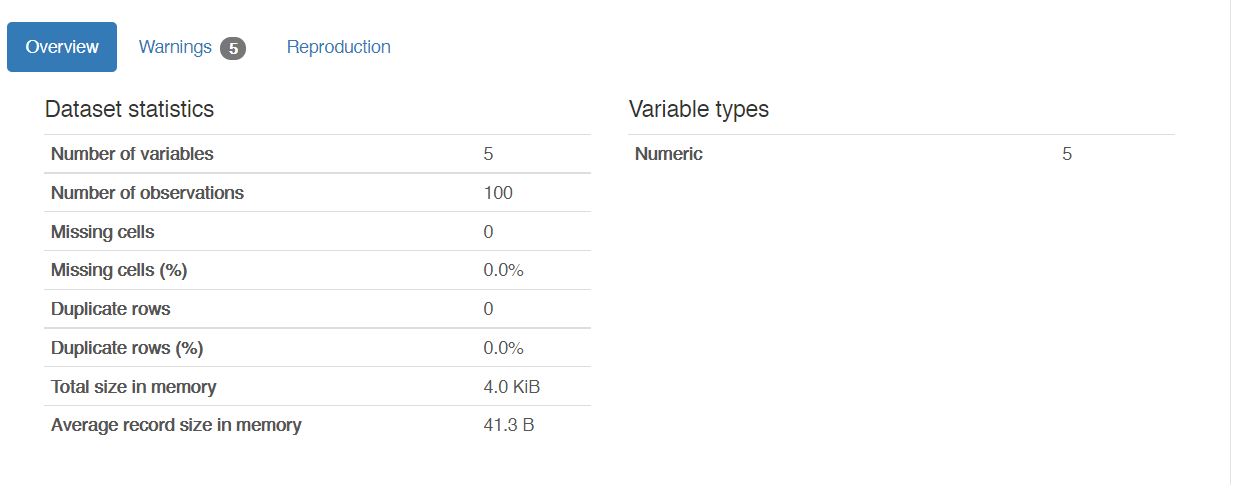 Overview Warnings 5 Reproduction
Dataset statistics
Number of variables 5
Number of observations 100
Missing cells 0
Missing cells (%) 0.0%
Duplicate rows 0
Duplicate rows (%) 0.0%
Total size in memory 4.0 KiB
Average record size in memory 41.3 B
Variable types
Numeric 5